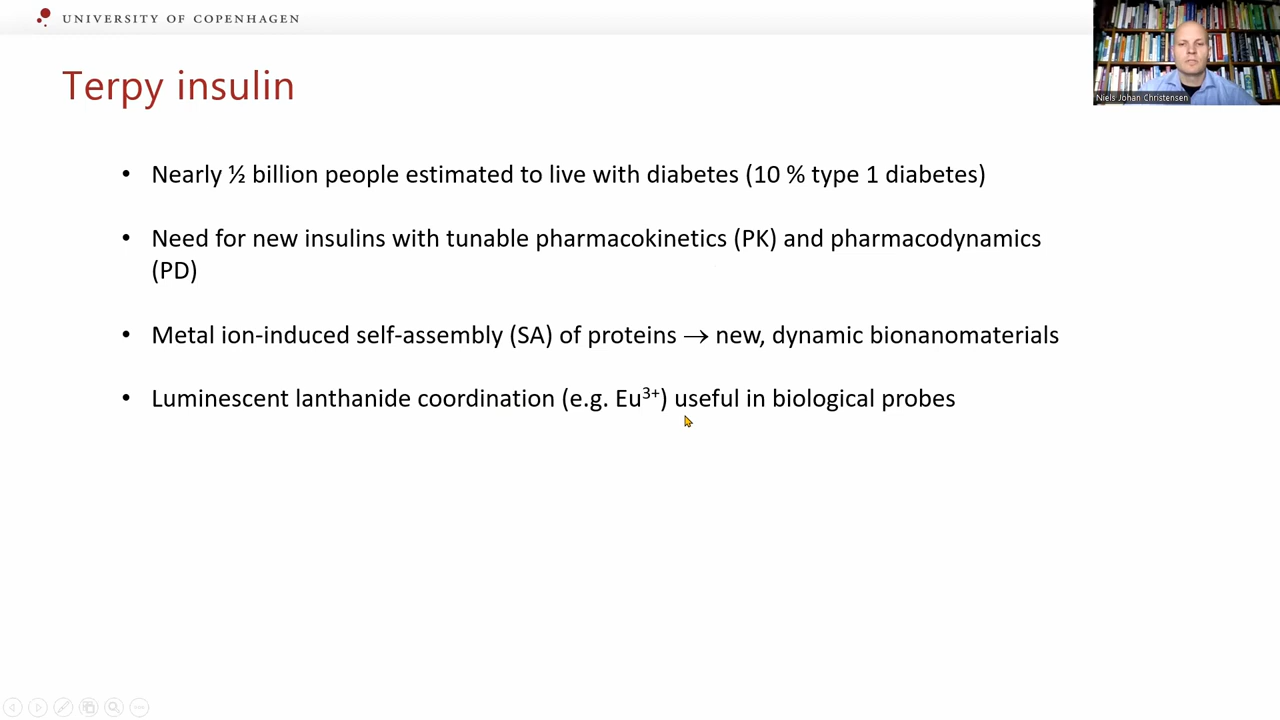 UNIVERSITY OF COPENHAGEN
Niels Johan Christensen
Terpy insulin
• Nearly ½ billion people estimated to live with diabetes (10 % type 1 diabetes)
• Need for new insulins with tunable pharmacokinetics (PK) and pharmacodynamics
(PD)
• Metal ion-induced self-assembly (SA) of proteins → new, dynamic bionanomaterials
• Luminescent lanthanide coordination (e.g. Eu³⁺) useful in biological probes